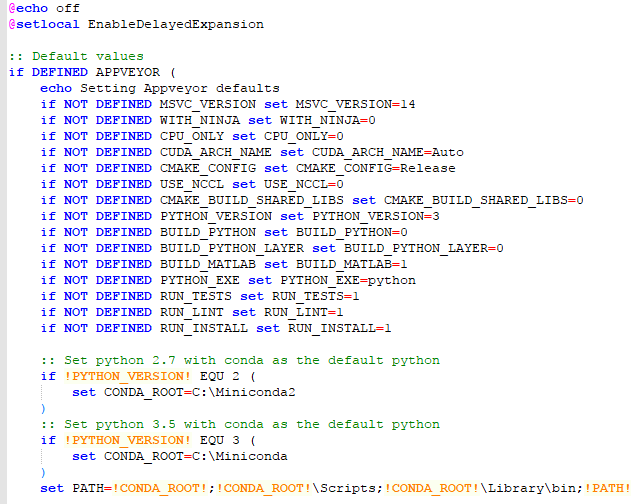 @echo off
@setlocal EnableDelayedExpansion
:: Default values
if DEFINED APPVEYOR (
echo Setting Appveyor defaults
if NOT DEFINED MSVC_VERSION set MSVC_VERSION=14
if NOT DEFINED WITH_NINJA set WITH_NINJA=0
if NOT DEFINED CPU_ONLY set CPU_ONLY=0
if NOT DEFINED CUDA_ARCH_NAME set CUDA_ARCH_NAME=Auto
if NOT DEFINED CMAKE_CONFIG set CMAKE_CONFIG=Release
if NOT DEFINED USE_NCCL set USE_NCCL=0
if NOT DEFINED CMAKE_BUILD_SHARED_LIBS set CMAKE_BUILD_SHARED_LIBS=0
if NOT DEFINED PYTHON_VERSION set PYTHON_VERSION=3
if NOT DEFINED BUILD_PYTHON set BUILD_PYTHON=0
if NOT DEFINED BUILD_PYTHON_LAYER set BUILD_PYTHON_LAYER=0
if NOT DEFINED BUILD_MATLAB set BUILD_MATLAB=1
if NOT DEFINED PYTHON_EXE set PYTHON_EXE=python
if NOT DEFINED RUN_TESTS set RUN_TESTS=1
if NOT DEFINED RUN_LINT set RUN_LINT=1
if NOT DEFINED RUN_INSTALL set RUN_INSTALL=1
:: Set python 2.7 with conda as the default python
if !PYTHON_VERSION! EQU 2 (
set CONDA_ROOT=C:\Miniconda2
)
:: Set python 3.5 with conda as the default python
if !PYTHON_VERSION! EQU 3 (
set CONDA_ROOT=C:\Miniconda
)
set PATH=!CONDA_ROOT!;!CONDA_ROOT!\Scripts;!CONDA_ROOT!\Library\bin;!PATH!